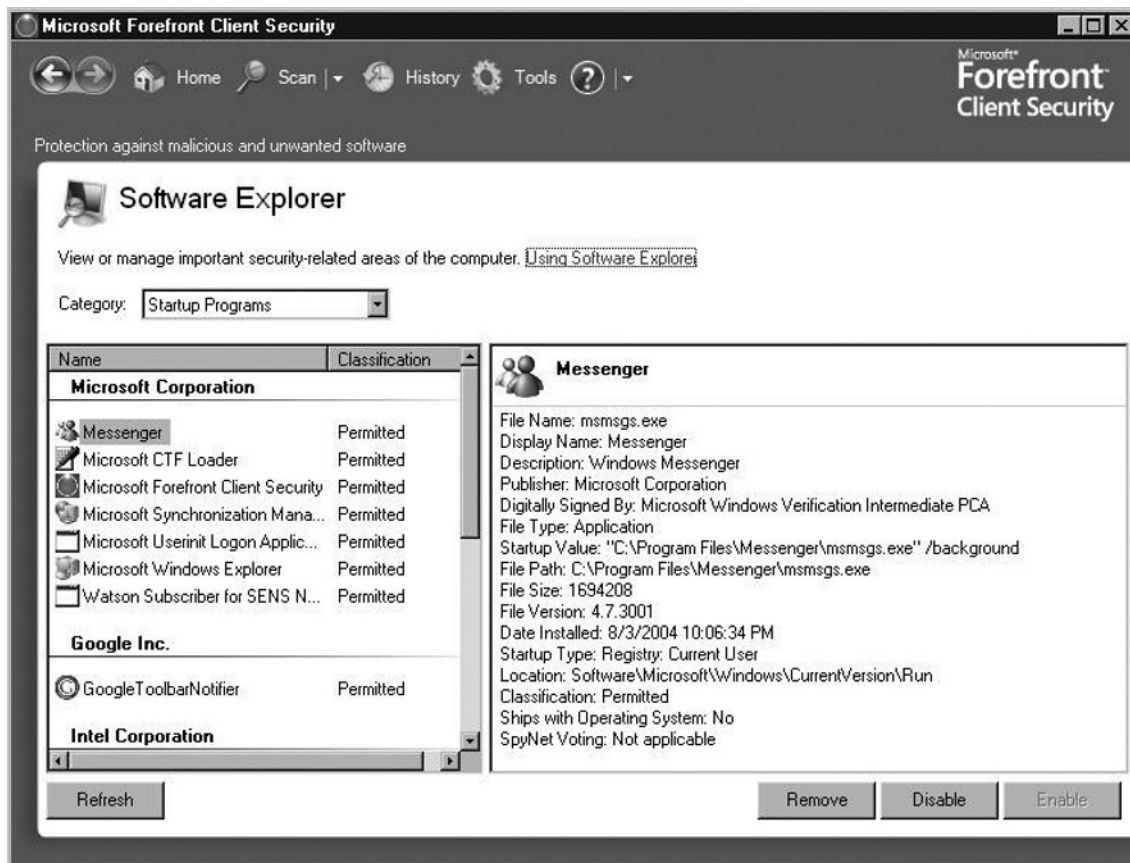 Microsoft Forefront Client Security
Home
Scan
History
Tools
?
Microsoft
Forefront
Client Security
Protection against malicious and unwanted software
Software Explorer
View or manage important security-related areas of the computer. Using Software Explorer
Category: Startup Programs
Name Classification
Microsoft Corporation
Messenger Permitted
Microsoft CTF Loader Permitted
Microsoft Forefront Client Security Permitted
Microsoft Synchronization Mana... Permitted
Microsoft Userinit Logon Applic... Permitted
Microsoft Windows Explorer Permitted
Watson Subscriber for SENS N... Permitted
Google Inc.
GoogleToolbarNotifier Permitted
Intel Corporation
Messenger
File Name: msmsgs.exe
Display Name: Messenger
Description: Windows Messenger
Publisher: Microsoft Corporation
Digitally Signed By: Microsoft Windows Verification Intermediate PCA
File Type: Application
Startup Value: "C:\Program Files\Messenger\msmsgs.exe" /background
File Path: C:\Program Files\Messenger\msmsgs.exe
File Size: 1694208
File Version: 4.7.3001
Date Installed: 8/3/2004 10:06:34 PM
Startup Type: Registry: Current User
Location: Software\Microsoft\Windows\CurrentVersion\Run
Classification: Permitted
Ships with Operating System: No
SpyNet Voting: Not applicable
Refresh
Remove
Disable
Enable